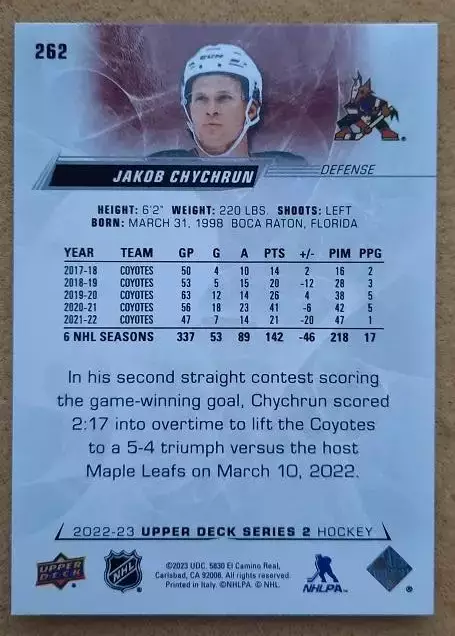 262
CCM
JAKOB CHYCHRUN
DEFENSE
HEIGHT: 6'2" WEIGHT: 220 LBS. SHOOTS: LEFT
BORN: MARCH 31, 1998 BOCA RATON, FLORIDA
YEAR TEAM GP G A PTS +/- PIM PPG
2017-18 COYOTES 50 4 10 14 2 16 2
2018-19 COYOTES 53 5 15 20 -12 28 3
2019-20 COYOTES 63 12 14 26 4 38 5
2020-21 COYOTES 56 18 23 41 -6 42 5
2021-22 COYOTES 47 7 14 21 -20 47 1
6 NHL SEASONS 337 53 89 142 -46 218 17
In his second straight contest scoring
the game-winning goal, Chychrun scored
2:17 into overtime to lift the Coyotes
to a 5-4 triumph versus the host
Maple Leafs on March 10, 2022.
2022-23 UPPER DECK SERIES 2 HOCKEY
UPPER DECK
NHL
©2023 UDC. 5830 El Camino Real,
Carlsbad, CA 92008. All rights reserved.
Printed in Italy. ©NHLPA. © NHL.
NHLPA